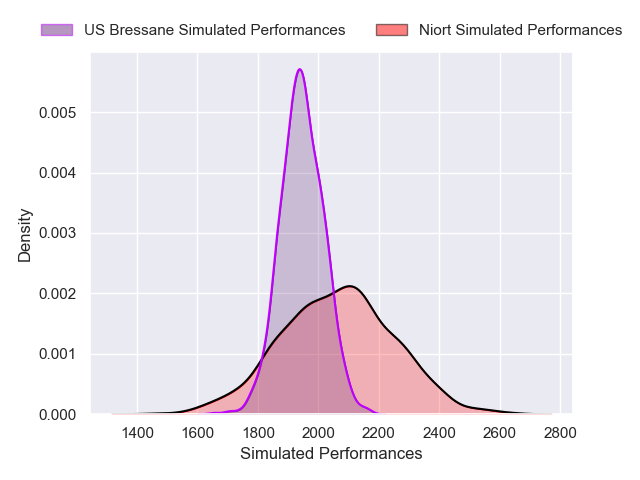 US Bressane Simulated Performances
Niort Simulated Performances
0.005
0.004
0.003
0.002
0.001
0.000
Density
1400 1600 1800 2000 2200 2400 2600 2800
Simulated Performances